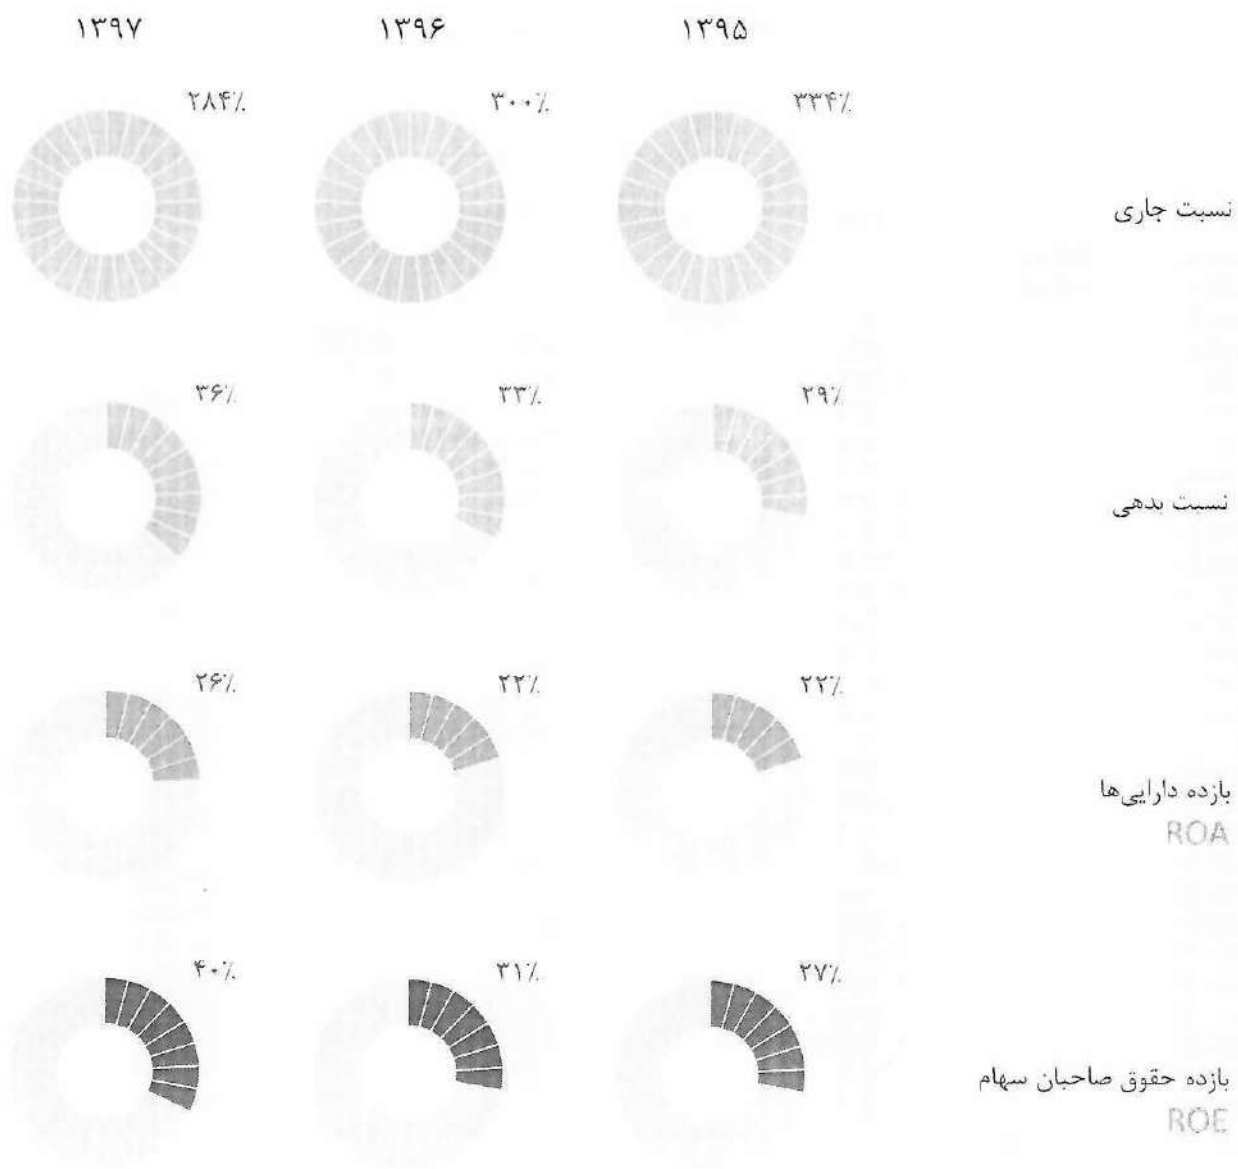 ۱۳۹۵ ۱۳۹۶ ۱۳۹۷
۳۳۴٪ ۳۰۰٪ ۲۸۴٪
نسبت جاری
۲۹٪ ۳۳٪ ۳۶٪
نسبت بدهی
۲۲٪ ۲۲٪ ۲۶٪
بازده دارایی‌ها
ROA
۲۷٪ ۳۱٪ ۴۰٪
بازده حقوق صاحبان سهام
ROE